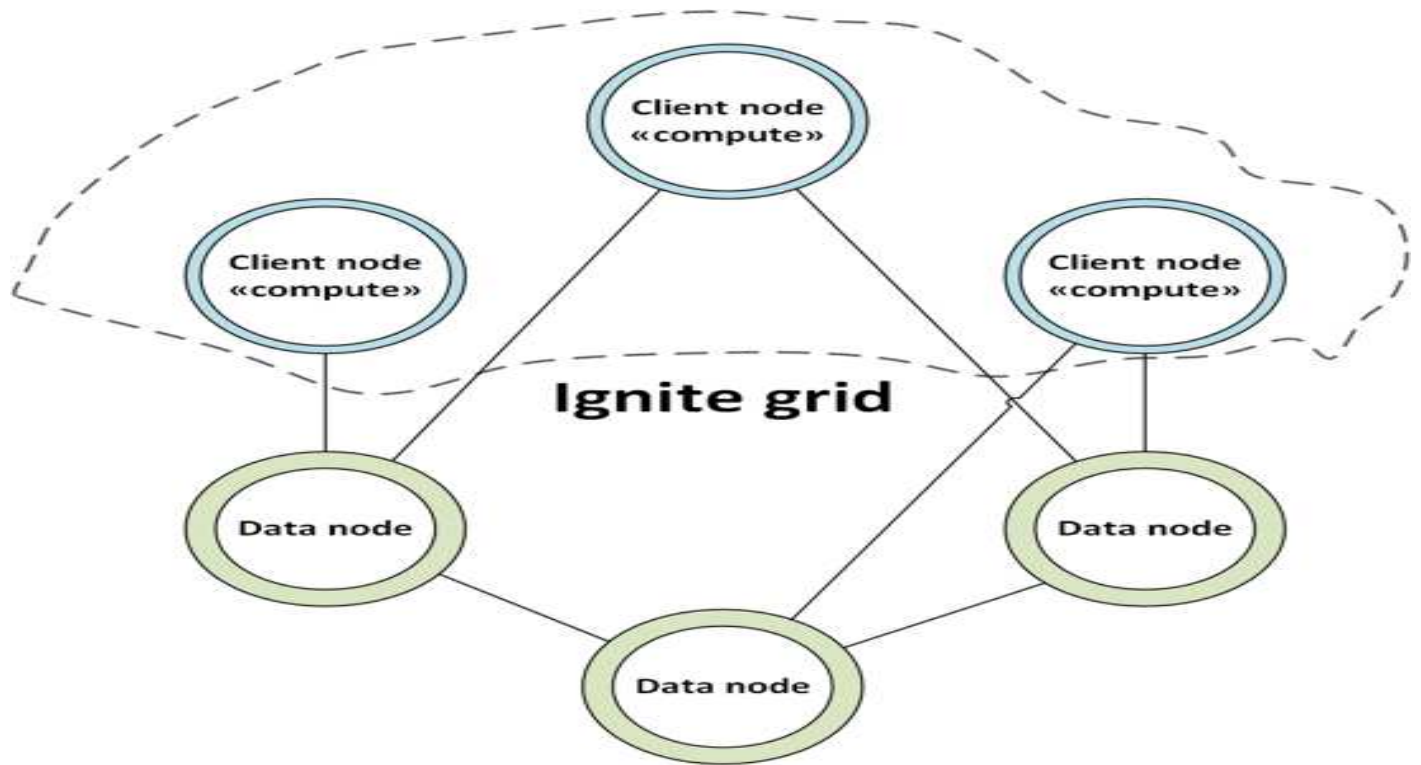 Client node
«compute»
Client node
«compute»
Client node
«compute»
Ignite grid
Data node
Data node
Data node